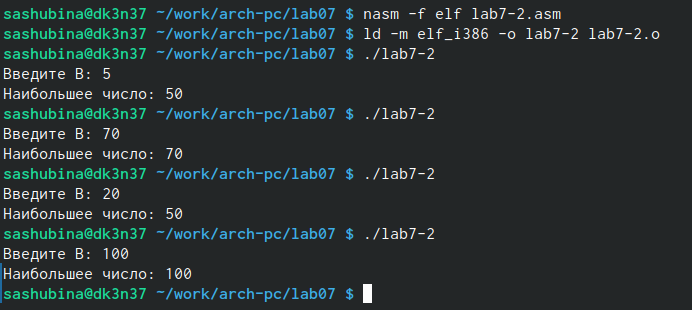 sashubina@dk3n37 ~/work/arch-pc/lab07 $ nasm -f elf lab7-2.asm
sashubina@dk3n37 ~/work/arch-pc/lab07 $ ld -m elf_i386 -o lab7-2 lab7-2.o
sashubina@dk3n37 ~/work/arch-pc/lab07 $ ./lab7-2
Введите B: 5
Наибольшее число: 50
sashubina@dk3n37 ~/work/arch-pc/lab07 $ ./lab7-2
Введите B: 70
Наибольшее число: 70
sashubina@dk3n37 ~/work/arch-pc/lab07 $ ./lab7-2
Введите B: 20
Наибольшее число: 50
sashubina@dk3n37 ~/work/arch-pc/lab07 $ ./lab7-2
Введите B: 100
Наибольшее число: 100
sashubina@dk3n37 ~/work/arch-pc/lab07 $